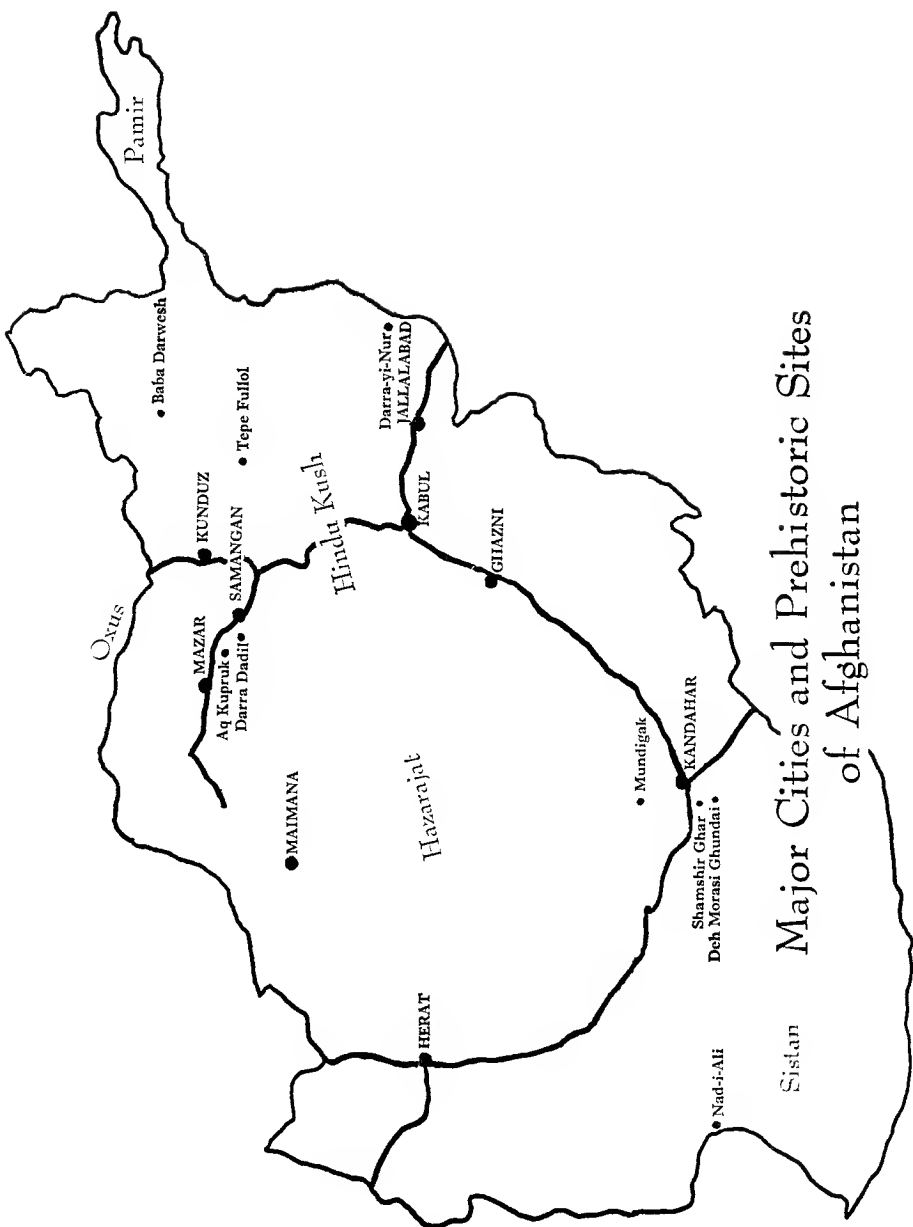 Pamir
Baba Darwesh
Oxus
KUNDUZ
Tepe Fullol
MAZAR
SAMANGAN
Aq Kupruk
Darra Dadil
Hindu Kush
Darra-yi-Nur
JALLALABAD
MAIMANA
KABUL
Hazarajat
GHAZNI
HERAT
Mundigak
KANDAHAR
Shamshir Ghar
Deh Morasi Ghundai
Nad-i-Ali
Sistan
Major Cities and Prehistoric Sites
of Afghanistan